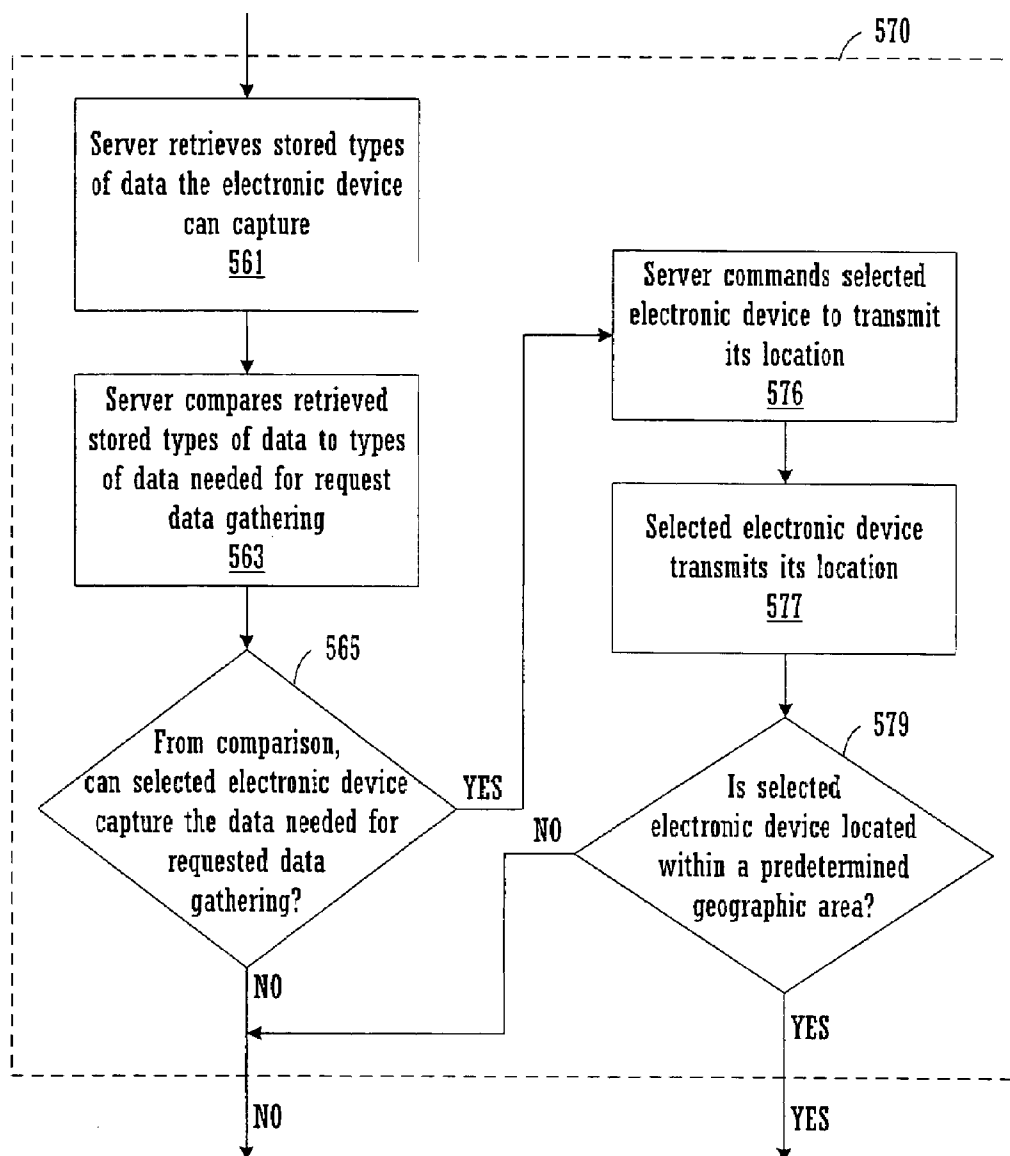 570
Server retrieves stored types
of data the electronic device
can capture
561
Server compares retrieved
stored types of data to types
of data needed for request
data gathering
563
565
From comparison,
can selected electronic device
capture the data needed for
requested data
gathering?
YES
NO
NO
Server commands selected
electronic device to transmit
its location
576
Selected electronic device
transmits its location
577
579
Is selected
electronic device located
within a predetermined
geographic area?
NO
YES
YES